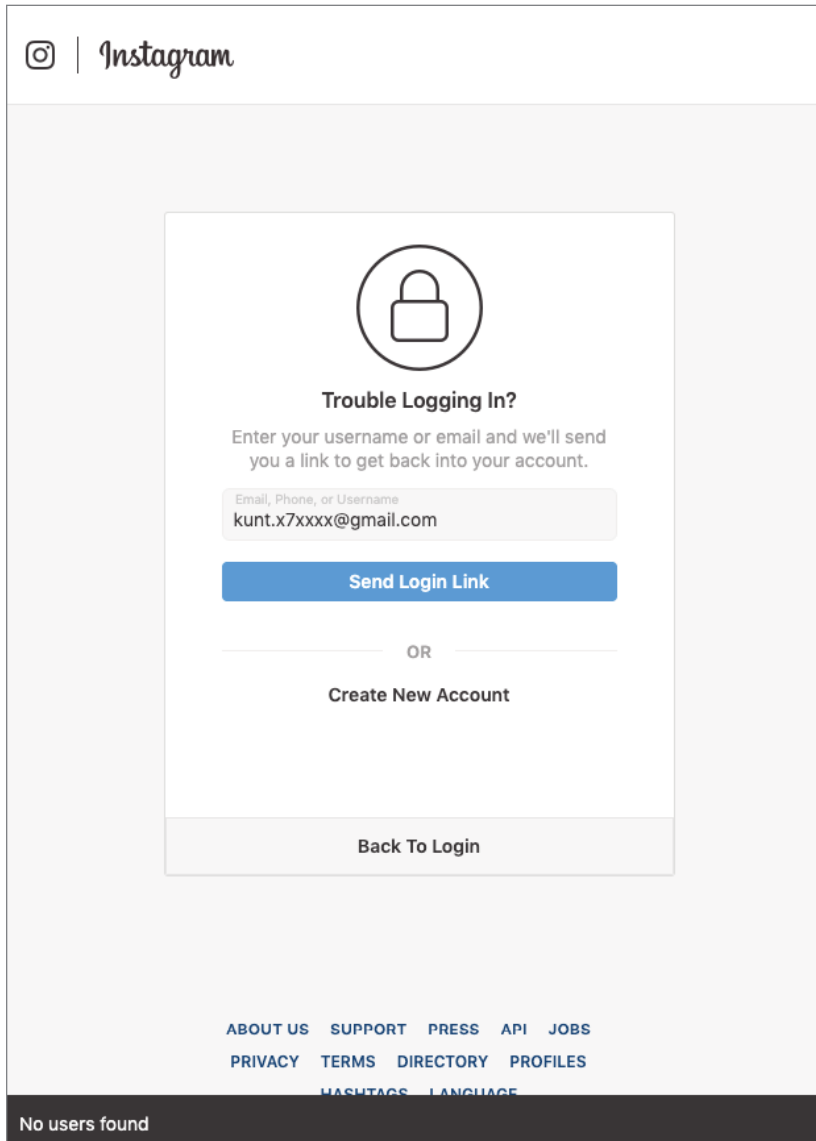 Instagram
Trouble Logging In?
Enter your username or email and we'll send
you a link to get back into your account.
Email, Phone, or Username
kunt.x7xxxx@gmail.com
Send Login Link
OR
Create New Account
Back To Login
ABOUT US SUPPORT PRESS API JOBS
PRIVACY TERMS DIRECTORY PROFILES
HASHTAGS LANGUAGE
No users found